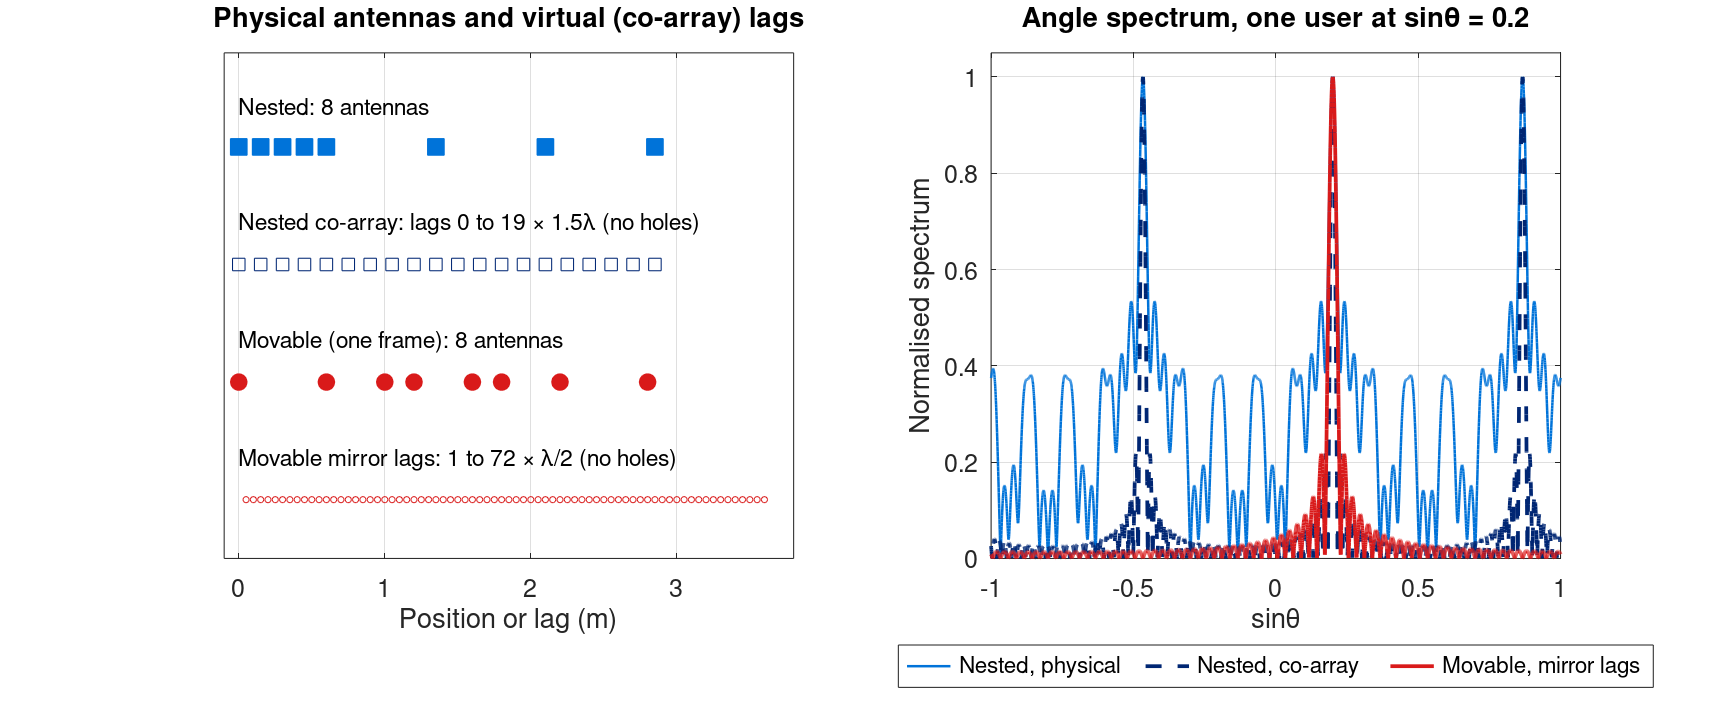 Physical antennas and virtual (co-array) lags
Nested: 8 antennas
Nested co-array: lags 0 to 19 × 1.5λ (no holes)
Movable (one frame): 8 antennas
Movable mirror lags: 1 to 72 × λ/2 (no holes)
0 1 2 3
Position or lag (m)
Angle spectrum, one user at sinθ = 0.2
Normalised spectrum
1
0.8
0.6
0.4
0.2
0
-1 -0.5 0 0.5 1
sinθ
Nested, physical Nested, co-array Movable, mirror lags